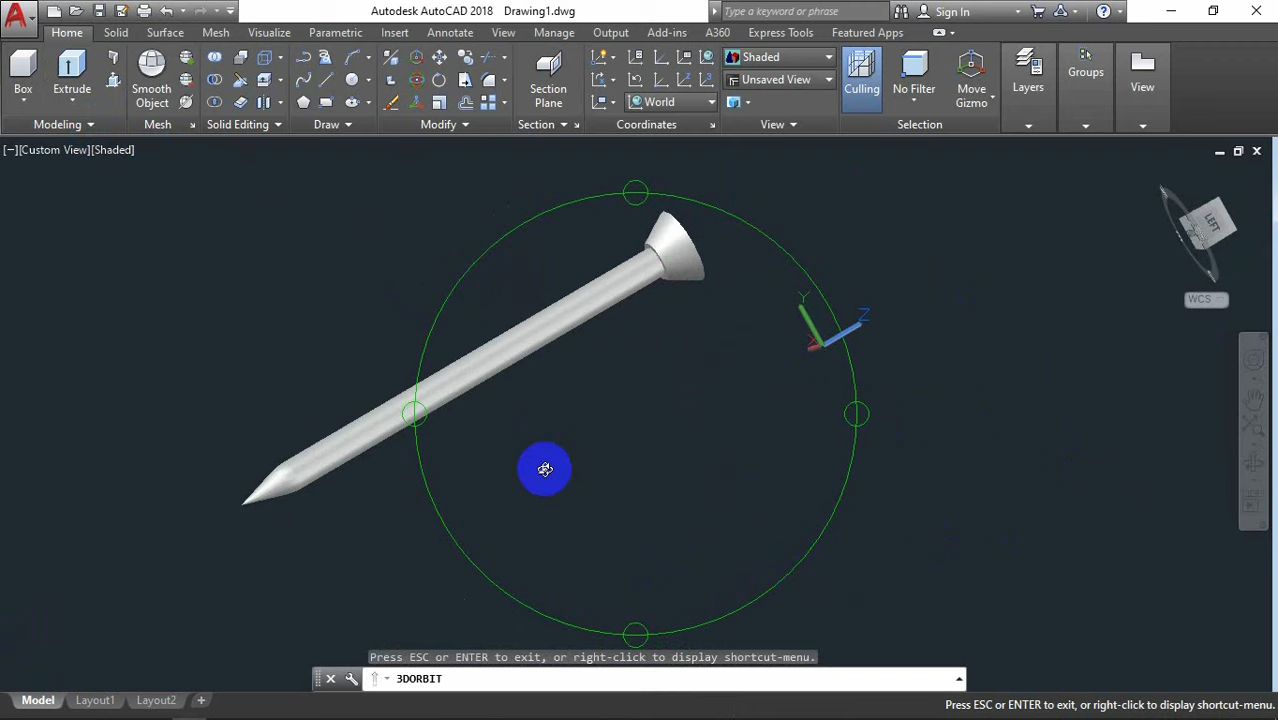 Autodesk AutoCAD 2018 Drawing1.dwg
Type a keyword or phrase
Sign In
Home Solid Surface Mesh Visualize Parametric Insert Annotate View Manage Output Add-ins A360 Express Tools Featured Apps
Box
Extrude
Smooth
Object
Section
Plane
Shaded
Unsaved View
World
Culling
No Filter
Move
Gizmo
Layers
Groups
View
Modeling
Mesh
Solid Editing
Draw
Modify
Section
Coordinates
View
Selection
[−][Custom View][Shaded]
LEFT
WCS
Y
Z
X
Press ESC or ENTER to exit, or right-click to display shortcut-menu.
3DORBIT
Model Layout1 Layout2 +
Press ESC or ENTER to exit, or right-click to display shortcut-menu.